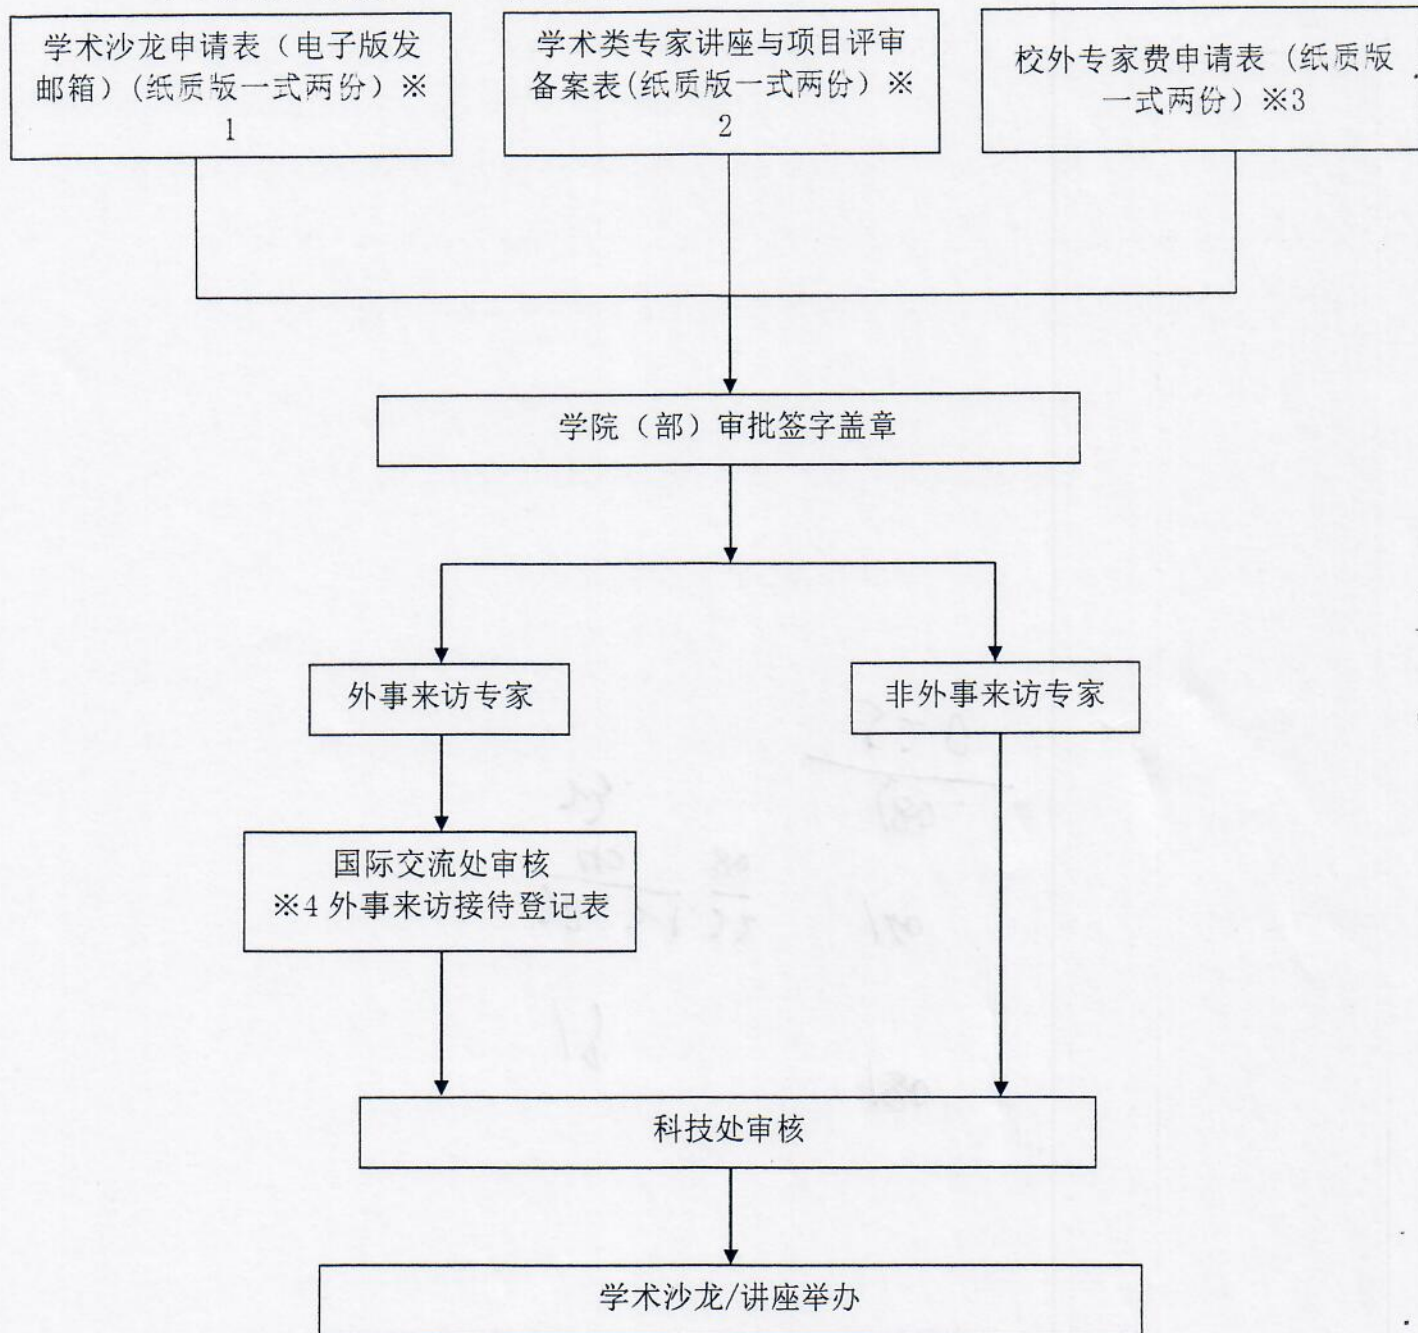 学术沙龙申请表（电子版发
邮箱）(纸质版一式两份）※
1
学术类专家讲座与项目评审
备案表(纸质版一式两份）※
2
校外专家费申请表（纸质版
一式两份）※3
学院（部）审批签字盖章
外事来访专家
非外事来访专家
国际交流处审核
※4 外事来访接待登记表
科技处审核
学术沙龙/讲座举办